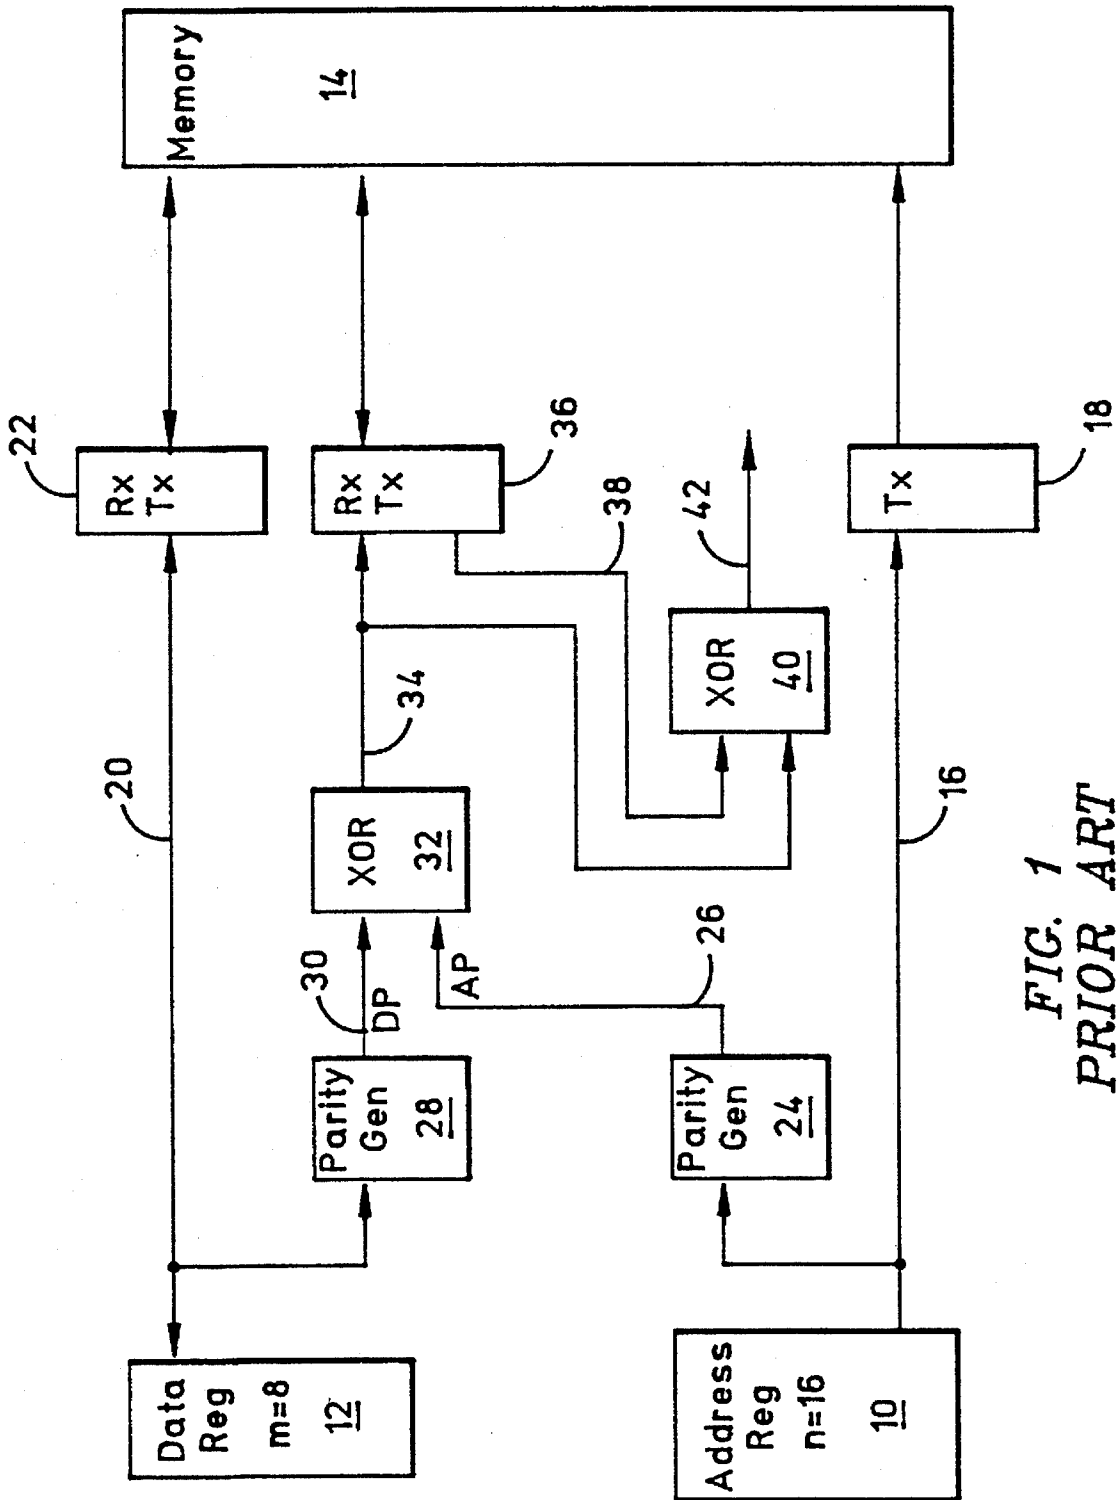 Data
Reg
m=8
12
20
22
Rx
Tx
Memory
14
Parity
Gen
28
30
DP
AP
XOR
32
34
Rx
Tx
36
38
Parity
Gen
24
26
XOR
40
42
Address
Reg
n=16
10
16
Tx
18
FIG. 1
PRIOR ART